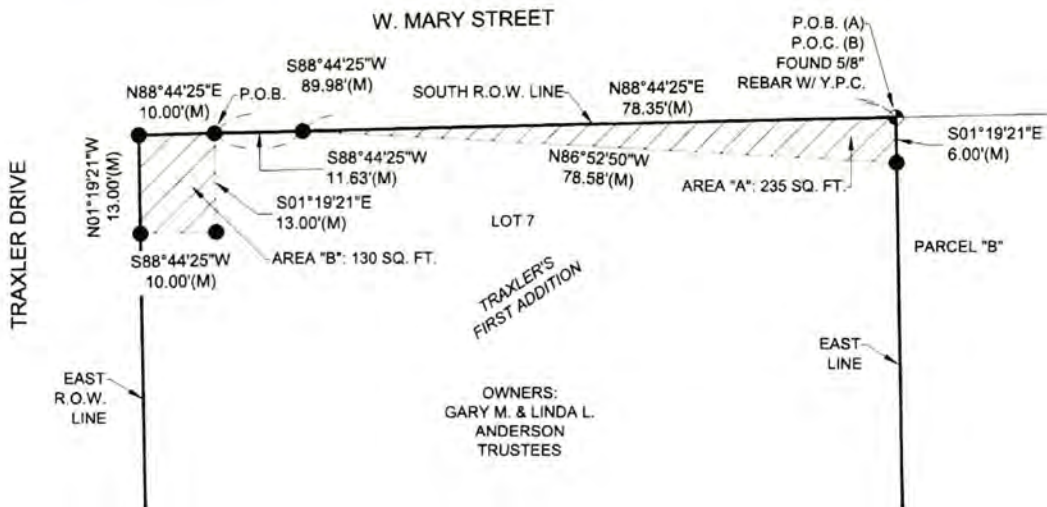 W. MARY STREET
P.O.B. (A)
P.O.C. (B)
FOUND 5/8"
REBAR W/ Y.P.C.
S88°44'25"W
89.98'(M)
N88°44'25"E
10.00'(M)
P.O.B.
SOUTH R.O.W. LINE
N88°44'25"E
78.35'(M)
S01°19'21"E
6.00'(M)
S88°44'25"W
11.63'(M)
N86°52'50"W
78.58'(M)
AREA "A": 235 SQ. FT.
N01°19'21"W
13.00'(M)
S01°19'21"E
13.00'(M)
LOT 7
PARCEL "B"
S88°44'25"W
10.00'(M)
AREA "B": 130 SQ. FT.
TRAXLER DRIVE
TRAXLER'S
FIRST ADDITION
EAST
LINE
EAST
R.O.W.
LINE
OWNERS:
GARY M. & LINDA L.
ANDERSON
TRUSTEES